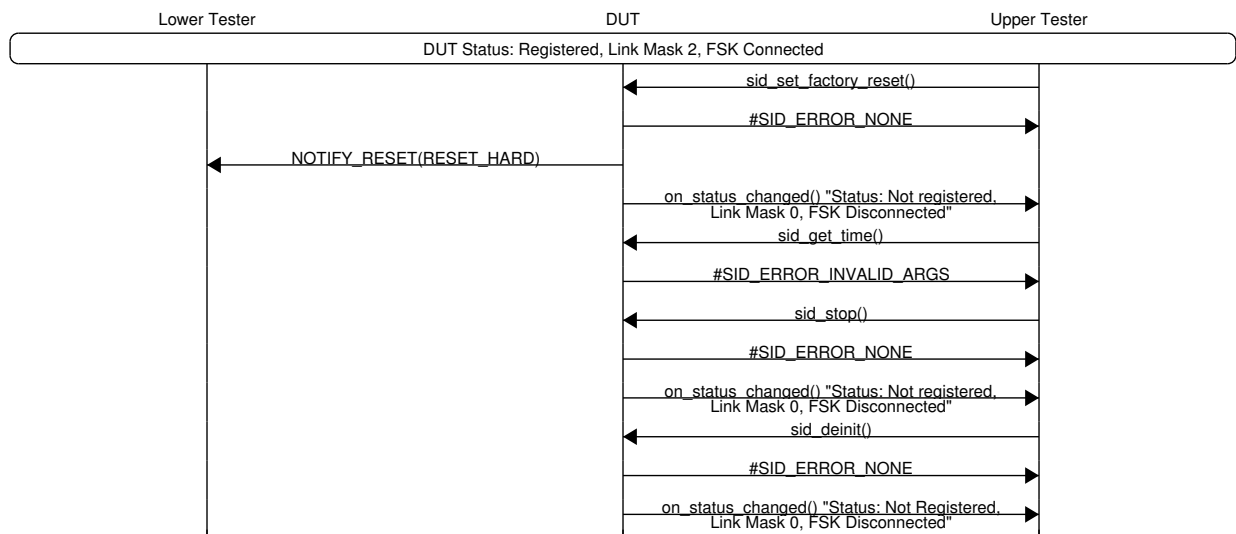 Lower Tester DUT Upper Tester
DUT Status: Registered, Link Mask 2, FSK Connected
sid_set_factory_reset()
#SID_ERROR_NONE
NOTIFY_RESET(RESET_HARD)
on_status_changed() "Status: Not registered,
Link Mask 0, FSK Disconnected"
sid_get_time()
#SID_ERROR_INVALID_ARGS
sid_stop()
#SID_ERROR_NONE
on_status_changed() "Status: Not registered,
Link Mask 0, FSK Disconnected"
sid_deinit()
#SID_ERROR_NONE
on_status_changed() "Status: Not Registered,
Link Mask 0, FSK Disconnected"